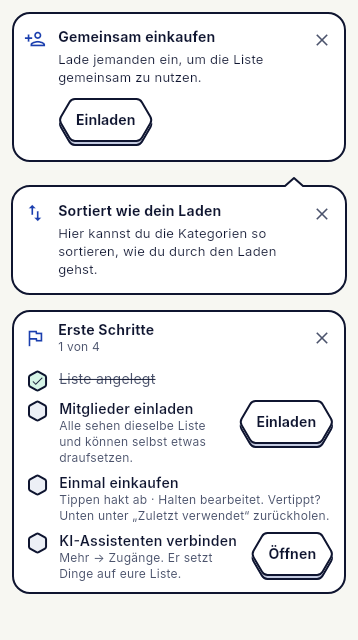 Gemeinsam einkaufen
Lade jemanden ein, um die Liste
gemeinsam zu nutzen.
Einladen
Sortiert wie dein Laden
Hier kannst du die Kategorien so
sortieren, wie du durch den Laden
gehst.
Erste Schritte
1 von 4
Liste angelegt
Mitglieder einladen
Alle sehen dieselbe Liste
und können selbst etwas
draufsetzen.
Einladen
Einmal einkaufen
Tippen hakt ab · Halten bearbeitet. Vertippt?
Unten unter „Zuletzt verwendet“ zurückholen.
KI-Assistenten verbinden
Mehr → Zugänge. Er setzt
Dinge auf eure Liste.
Öffnen